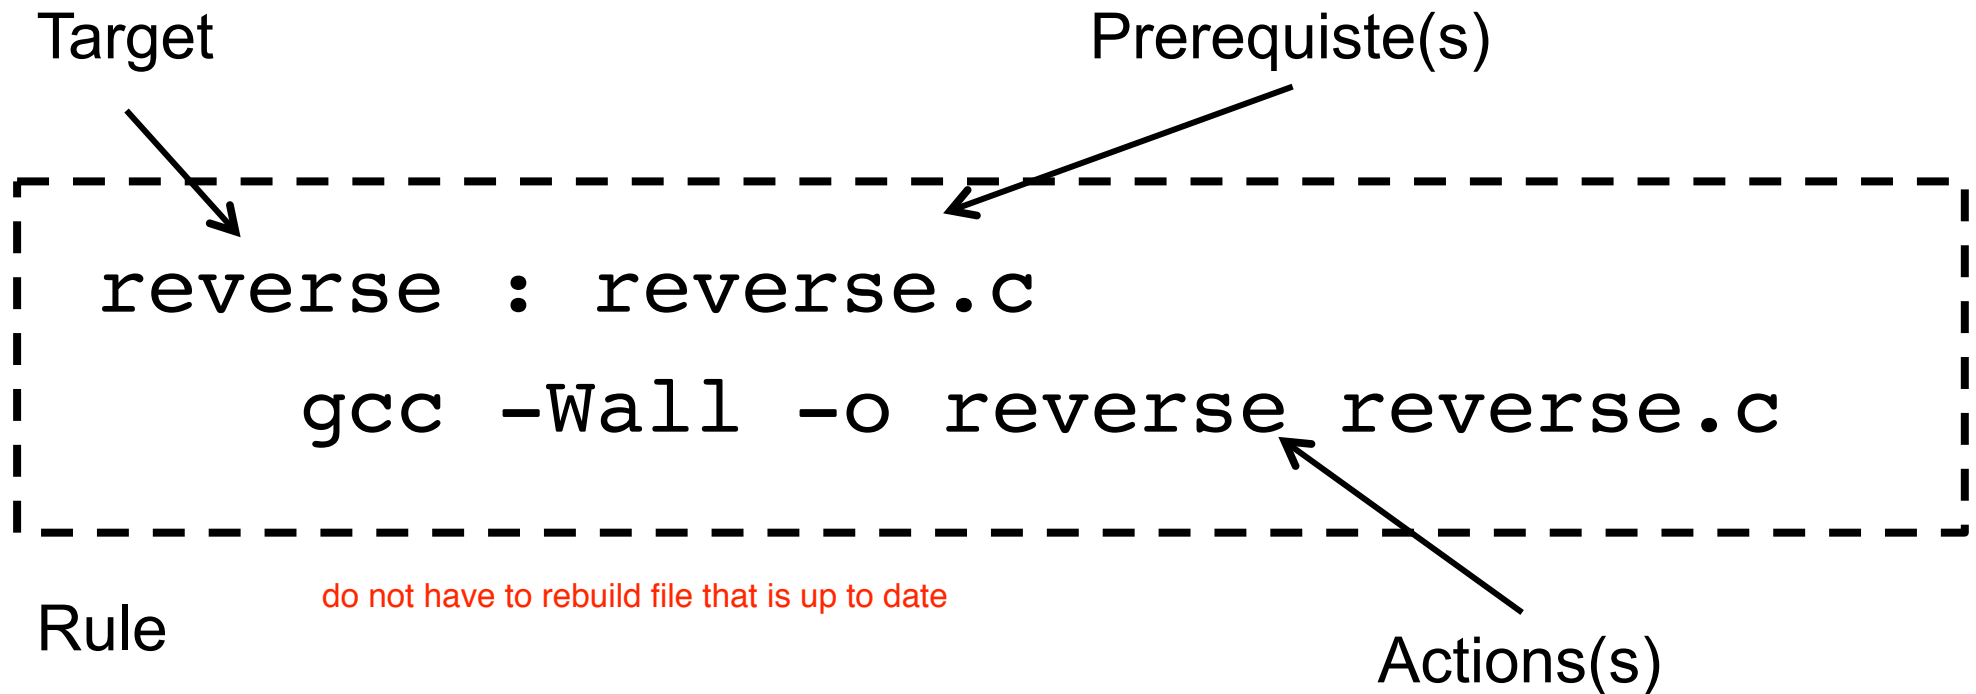 Target
Prerequiste(s)
reverse : reverse.c
gcc -Wall -o reverse reverse.c
do not have to rebuild file that is up to date
Rule
Actions(s)